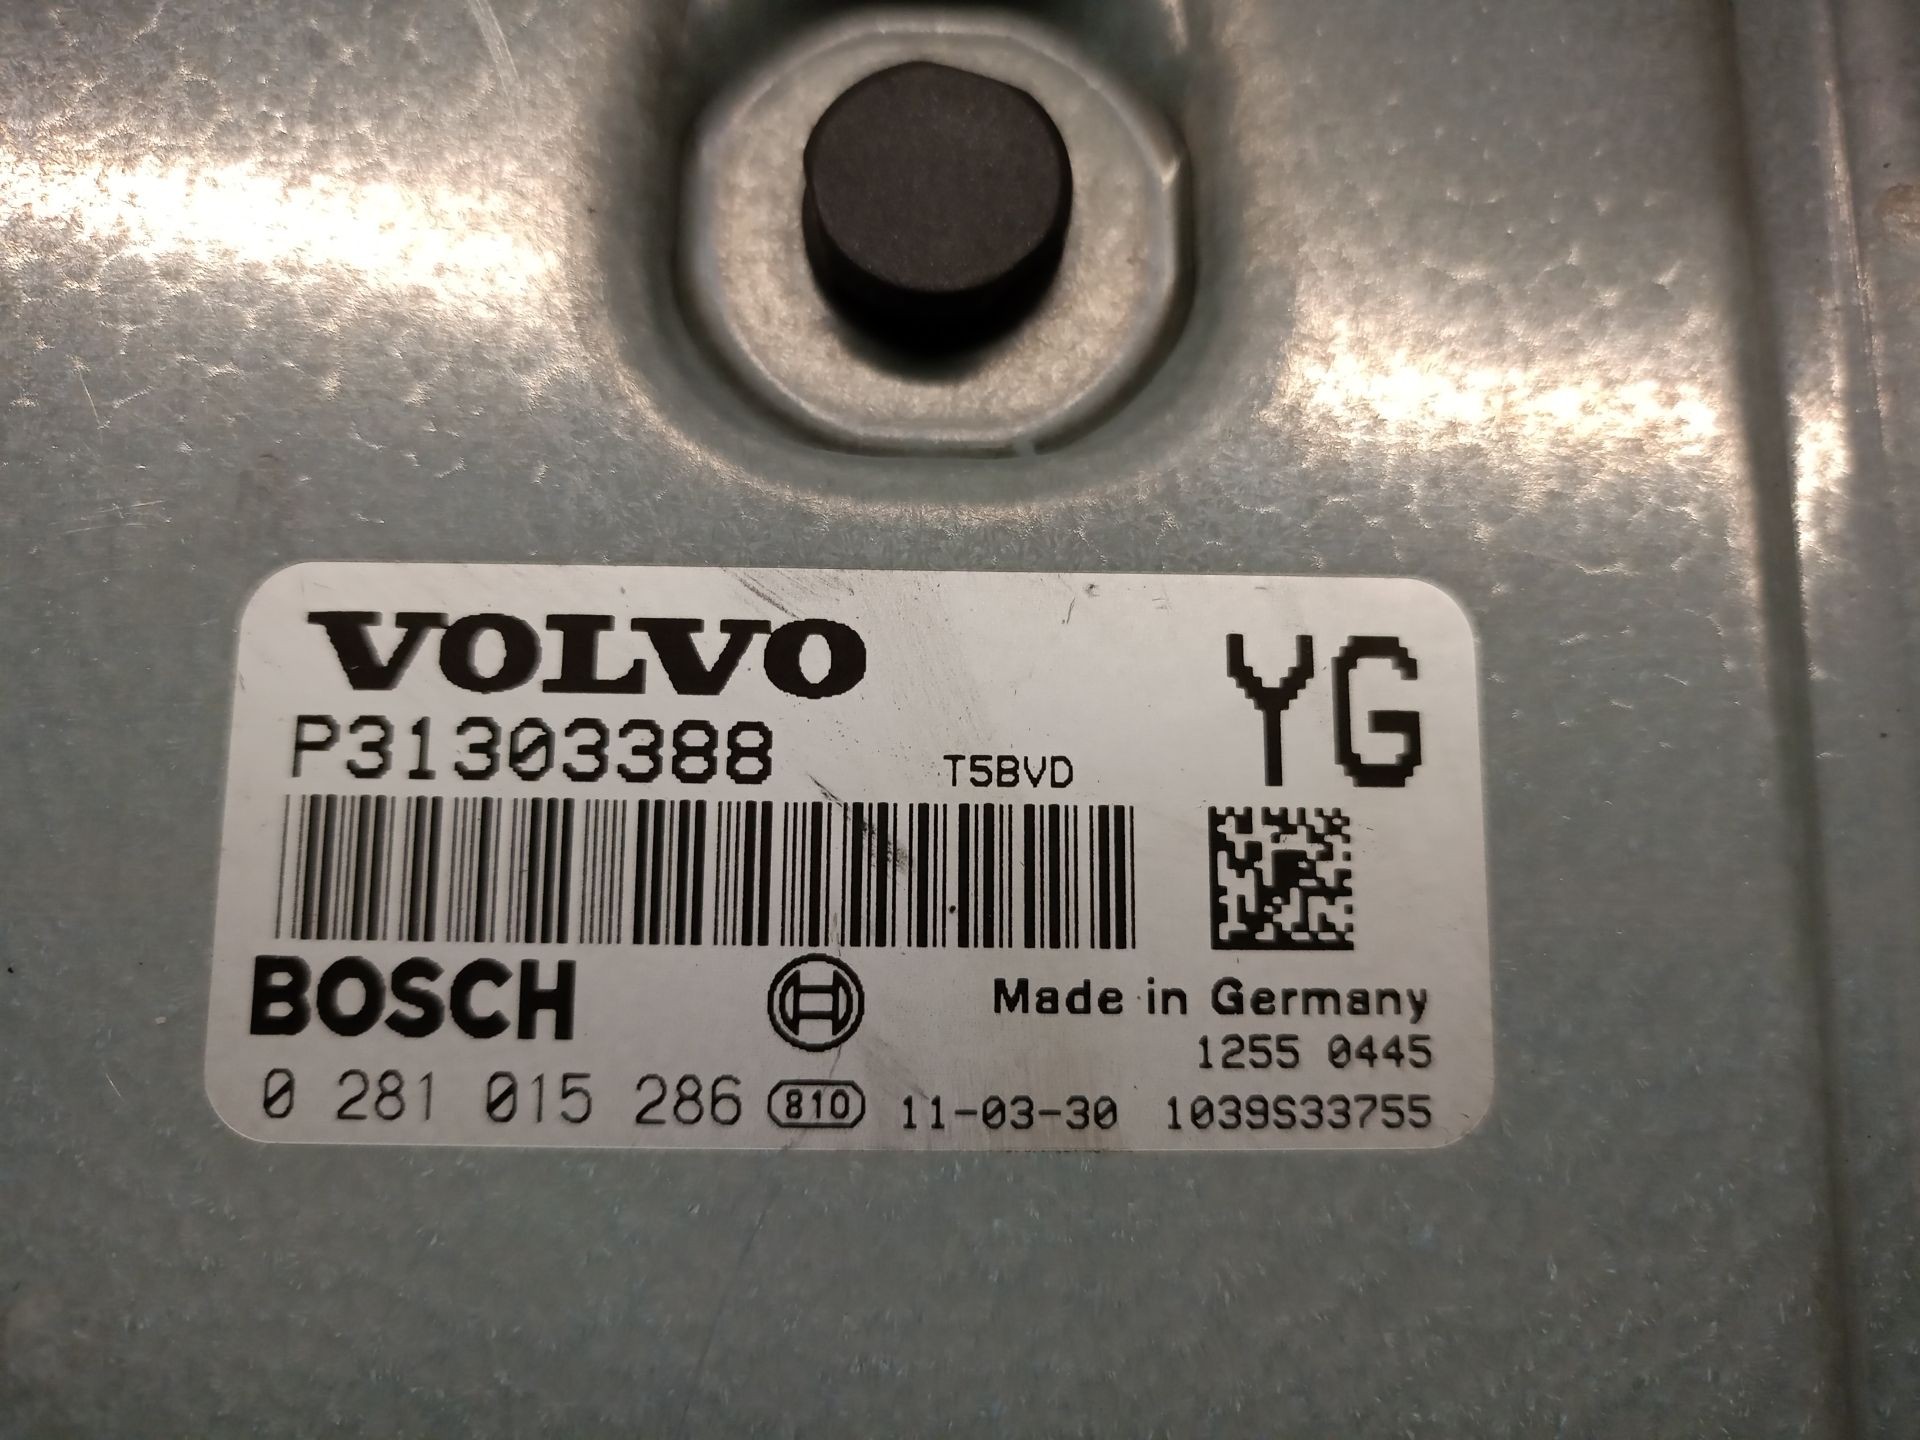 VOLVO
YG
P31303388
T5BVD
BOSCH
Made in Germany
1255 0445
0 281 015 286 810 11-03-30 1039S33755